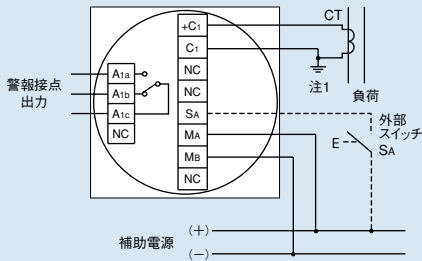 +C1
C1
NC
NC
SA
MA
MB
NC
A1a
A1b
A1c
NC
警報接点
出力
CT
注1
負荷
外部
スイッチ
SA
E
補助電源
(+)
(−)